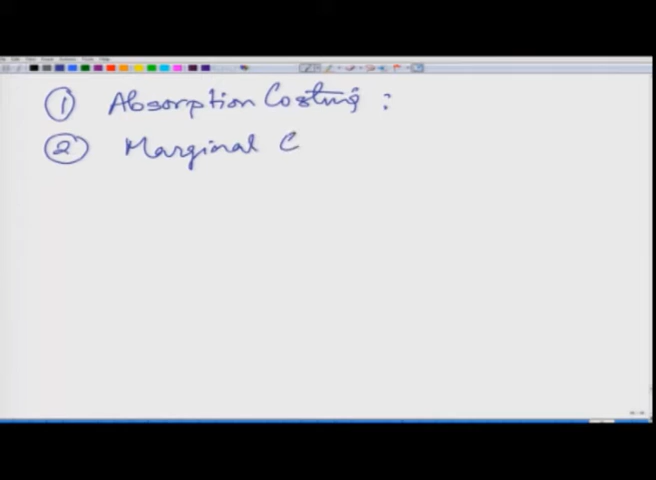 ① Absorption Costing :
② Marginal C